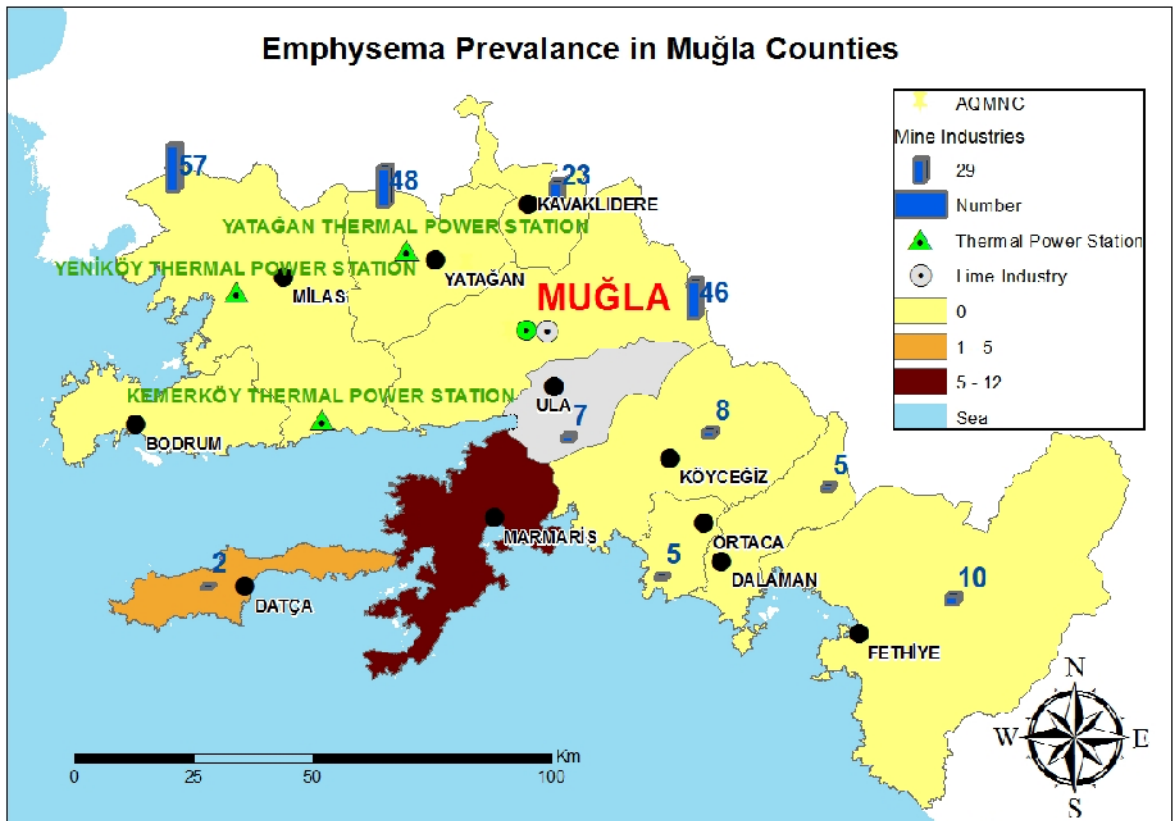 Emphysema Prevalance in Muğla Counties
AQMNC
Mine Industries
29
Number
Thermal Power Station
Lime Industry
0
1 - 5
5 - 12
Sea
57
48
23
KAVAKLIDERE
YATAĞAN THERMAL POWER STATION
YATAĞAN
YENİKÖY THERMAL POWER STATION
MİLAS
MUĞLA
46
KEMERKÖY THERMAL POWER STATION
ULA
7
BODRUM
8
KÖYCEĞİZ
5
MARMARİS
ORTACA
5
DALAMAN
2
DATÇA
10
FETHİYE
N
W
E
S
Km
0
25
50
100